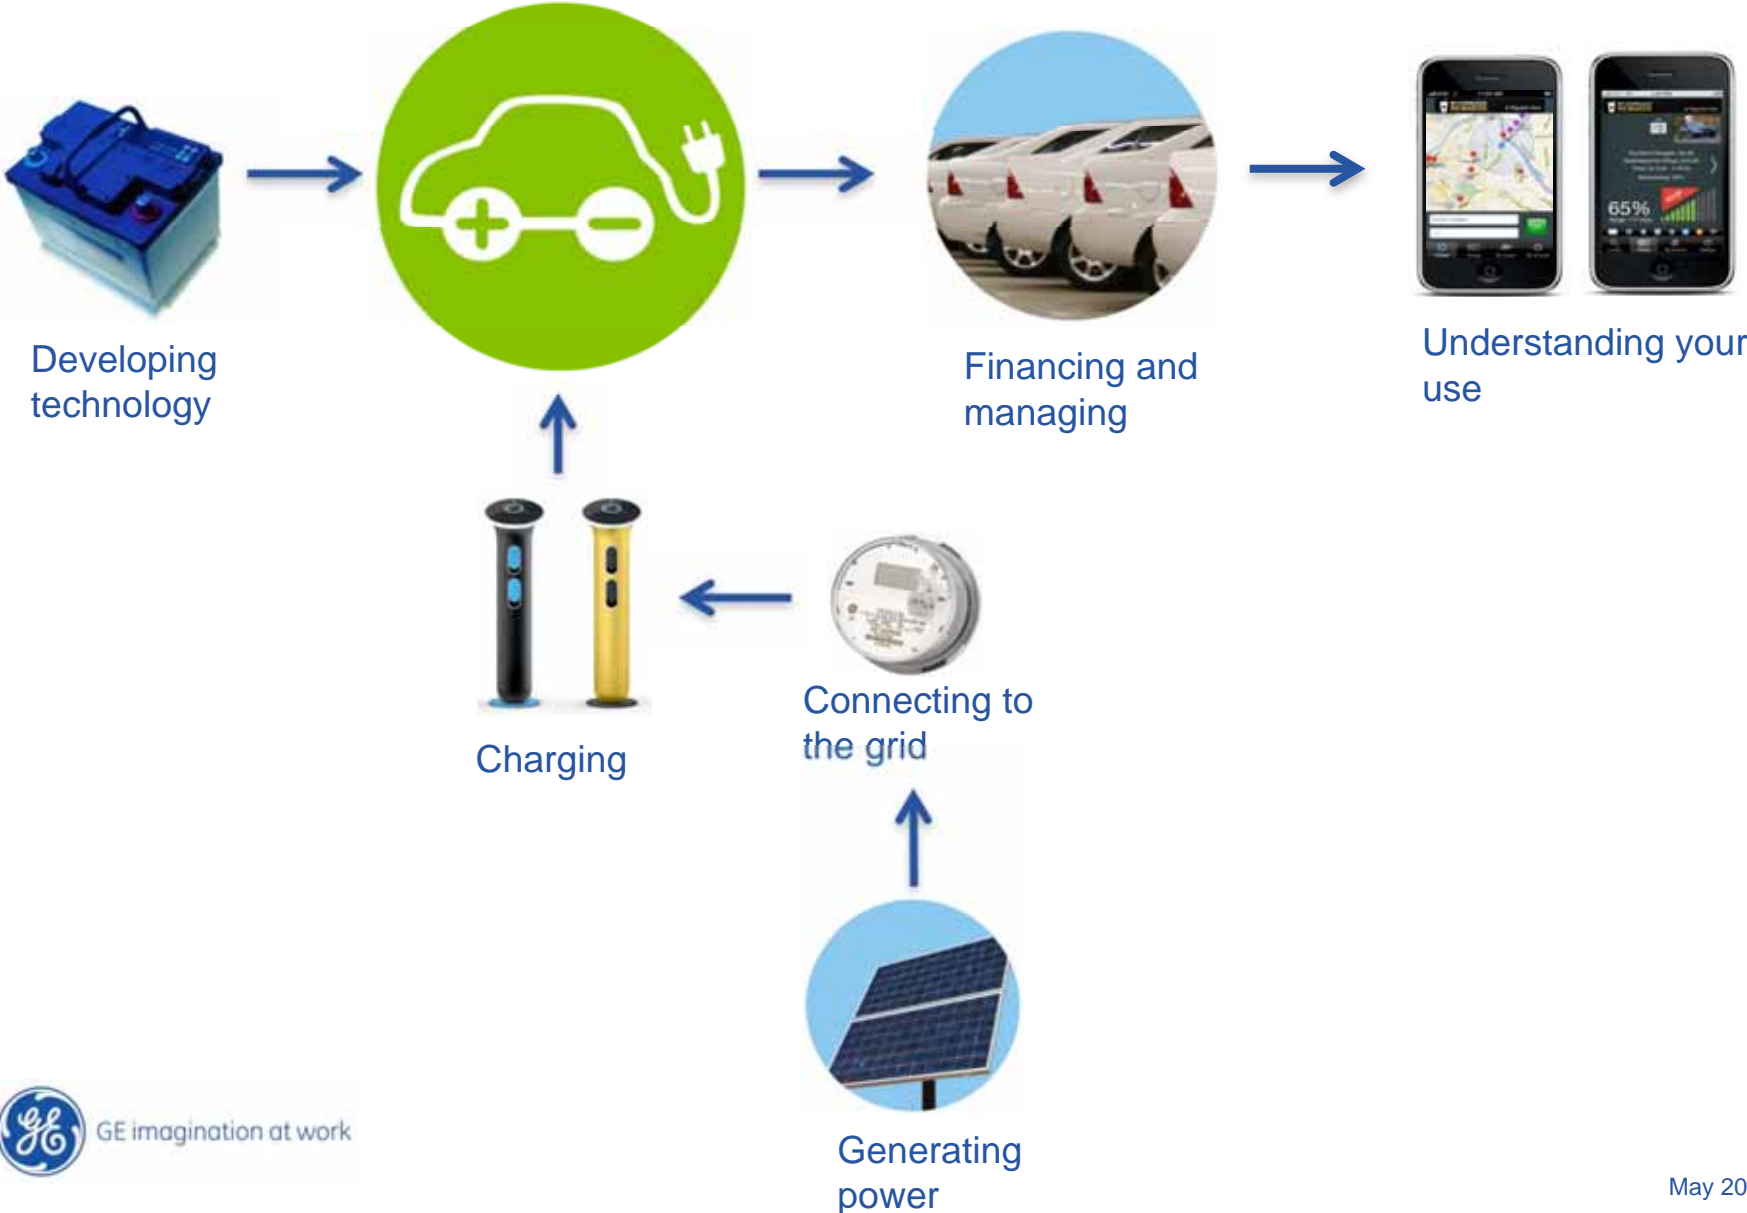 Developing
technology
Financing and
managing
Understanding your
use
65%
Charging
Connecting to
the grid
GE imagination at work
Generating
power
May 20